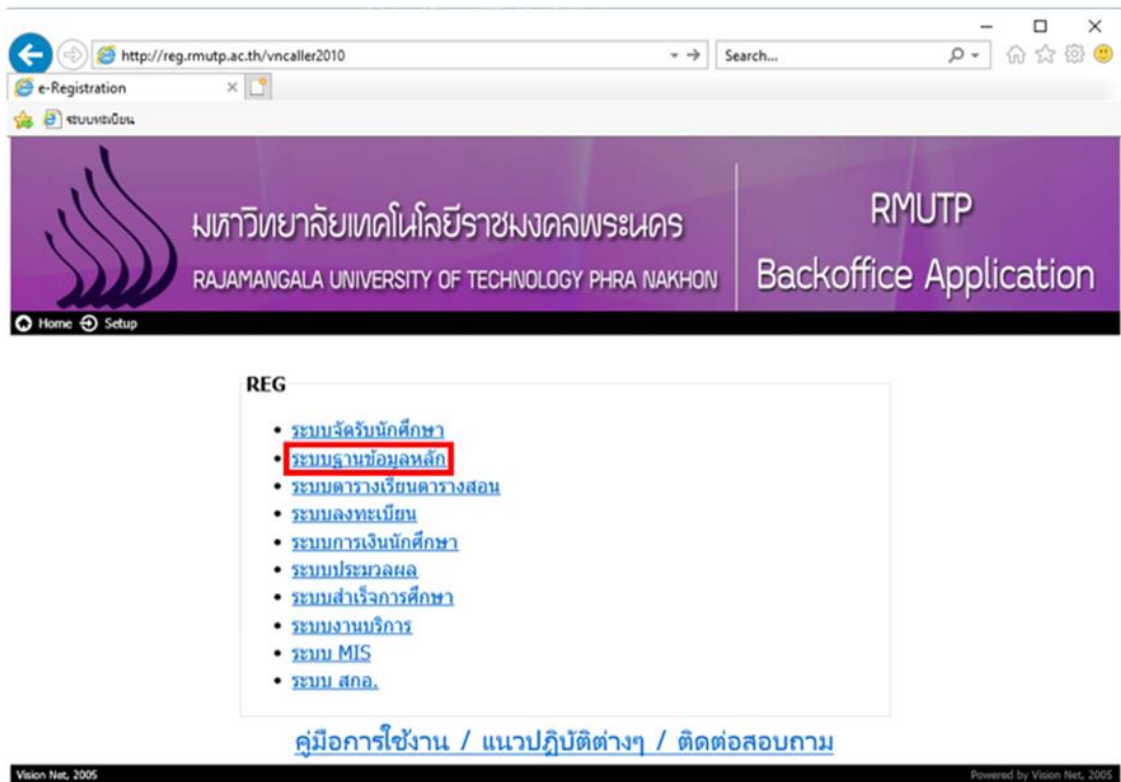 http://reg.rmutp.ac.th/vncaller2010
Search...
e-Registration
ระบบทะเบียน
มหาวิทยาลัยเทคโนโลยีราชมงคลพระนคร
RAJAMANGALA UNIVERSITY OF TECHNOLOGY PHRA NAKHON
RMUTP
Backoffice Application
Home Setup
REG
ระบบจัดรับนักศึกษา
ระบบฐานข้อมูลหลัก
ระบบตารางเรียนตารางสอน
ระบบลงทะเบียน
ระบบการเงินนักศึกษา
ระบบประมวลผล
ระบบสำเร็จการศึกษา
ระบบงานบริการ
ระบบ MIS
ระบบ สกอ.
คู่มือการใช้งาน / แนวปฏิบัติต่างๆ / ติดต่อสอบถาม
Vision Net, 2005
Powered by Vision Net, 2005